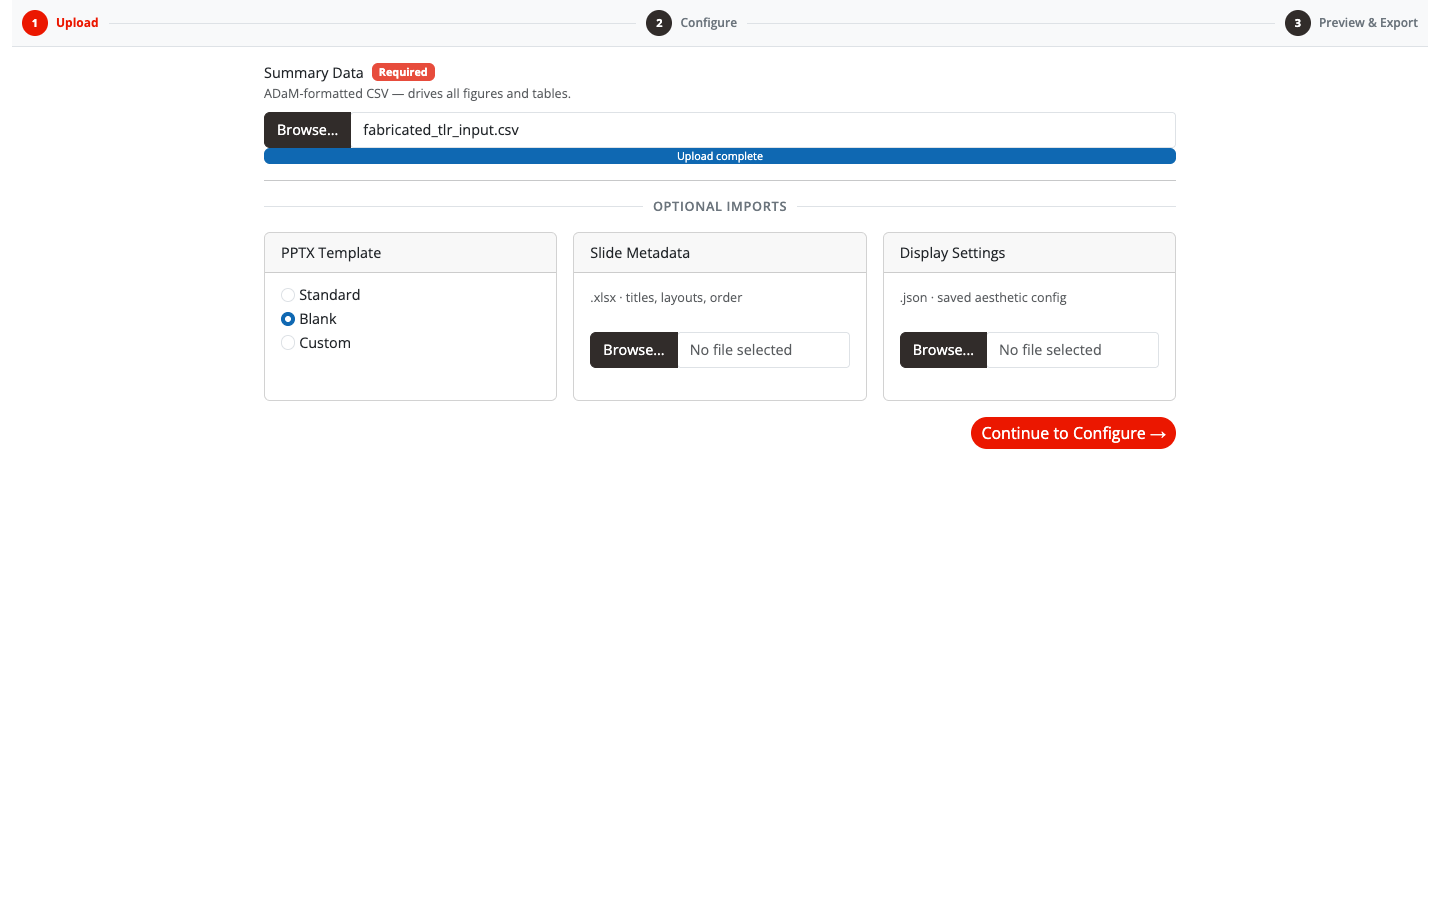 1 Upload
2 Configure
3 Preview & Export
Summary Data Required
ADaM-formatted CSV — drives all figures and tables.
Browse... fabricated_tlr_input.csv
Upload complete
OPTIONAL IMPORTS
PPTX Template
Standard
Blank
Custom
Slide Metadata
.xlsx · titles, layouts, order
Browse... No file selected
Display Settings
.json · saved aesthetic config
Browse... No file selected
Continue to Configure →